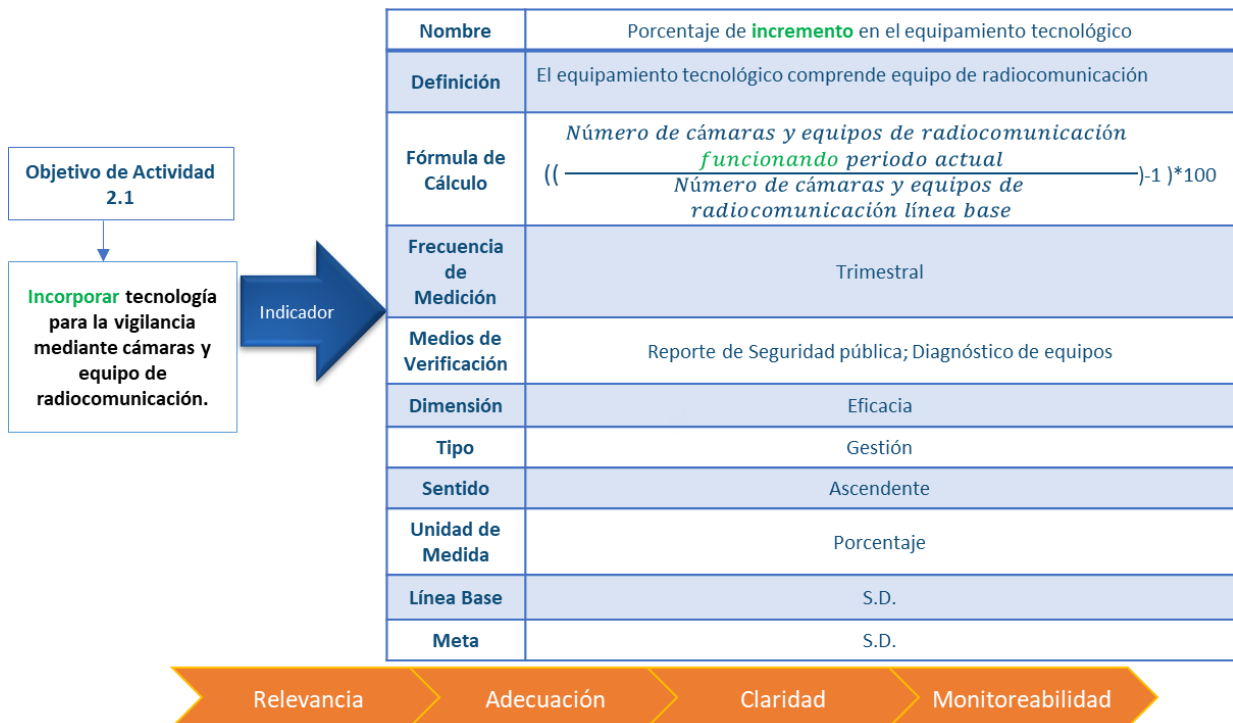 Objetivo de Actividad
2.1
Incorporar tecnología
para la vigilancia
mediante cámaras y
equipo de
radiocomunicación.
Indicador
Nombre
Porcentaje de incremento en el equipamiento tecnológico
Definición
El equipamiento tecnológico comprende equipo de radiocomunicación
Fórmula de
Cálculo
((
Número de cámaras y equipos de radiocomunicación
funcionando periodo actual
Número de cámaras y equipos de
radiocomunicación línea base
)-1 )*100
Frecuencia
de
Medición
Trimestral
Medios de
Verificación
Reporte de Seguridad pública; Diagnóstico de equipos
Dimensión
Eficacia
Tipo
Gestión
Sentido
Ascendente
Unidad de
Medida
Porcentaje
Línea Base
S.D.
Meta
S.D.
Relevancia
Adecuación
Claridad
Monitoreabilidad